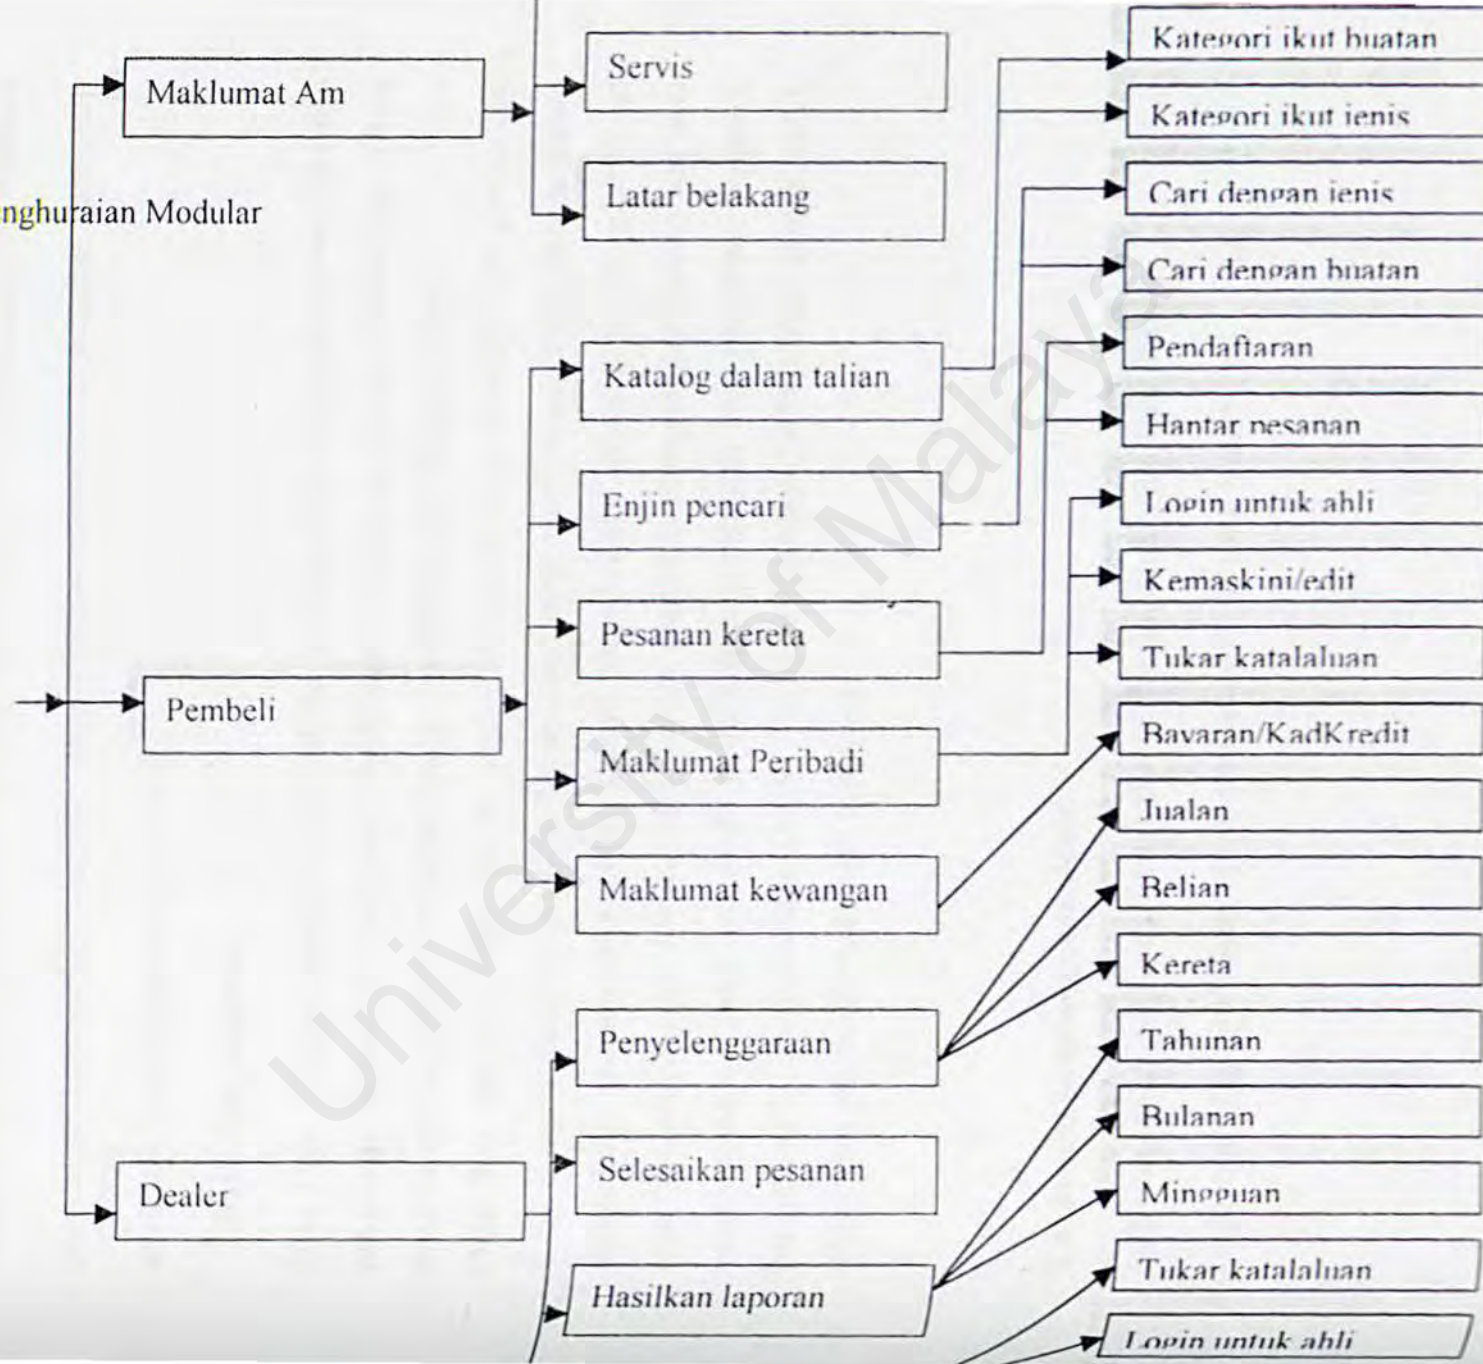 Maklumat Am
nghuraian Modular
Pembeli
Dealer
Servis
Latar belakang
Katalog dalam talian
Enjin pencari
Pesanan kereta
Maklumat Peribadi
Maklumat kewangan
Penyelenggaraan
Selesaikan pesanan
Hasilkan laporan
Kategori ikut buatan
Kategori ikut jenis
Cari dengan jenis
Cari dengan buatan
Pendaftaran
Hantar pesanan
Login untuk ahli
Kemaskini/edit
Tukar katalaluan
Bayaran/KadKredit
Jualan
Belian
Kereta
Tahunan
Bulanan
Mingguan
Tukar katalaluan
Login untuk ahli
University of Malaya